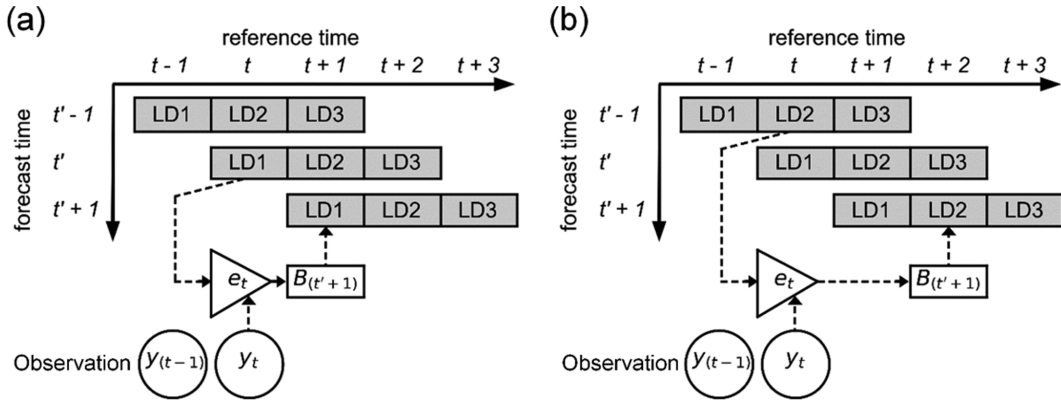 (a)
reference time
t - 1 t t + 1 t + 2 t + 3
forecast time
t' - 1 LD1 LD2 LD3
t' LD1 LD2 LD3
t' + 1 LD1 LD2 LD3
e_t B_(t'+1)
Observation y_(t-1) y_t
(b)
reference time
t - 1 t t + 1 t + 2 t + 3
forecast time
t' - 1 LD1 LD2 LD3
t' LD1 LD2 LD3
t' + 1 LD1 LD2 LD3
e_t B_(t'+1)
Observation y_(t-1) y_t